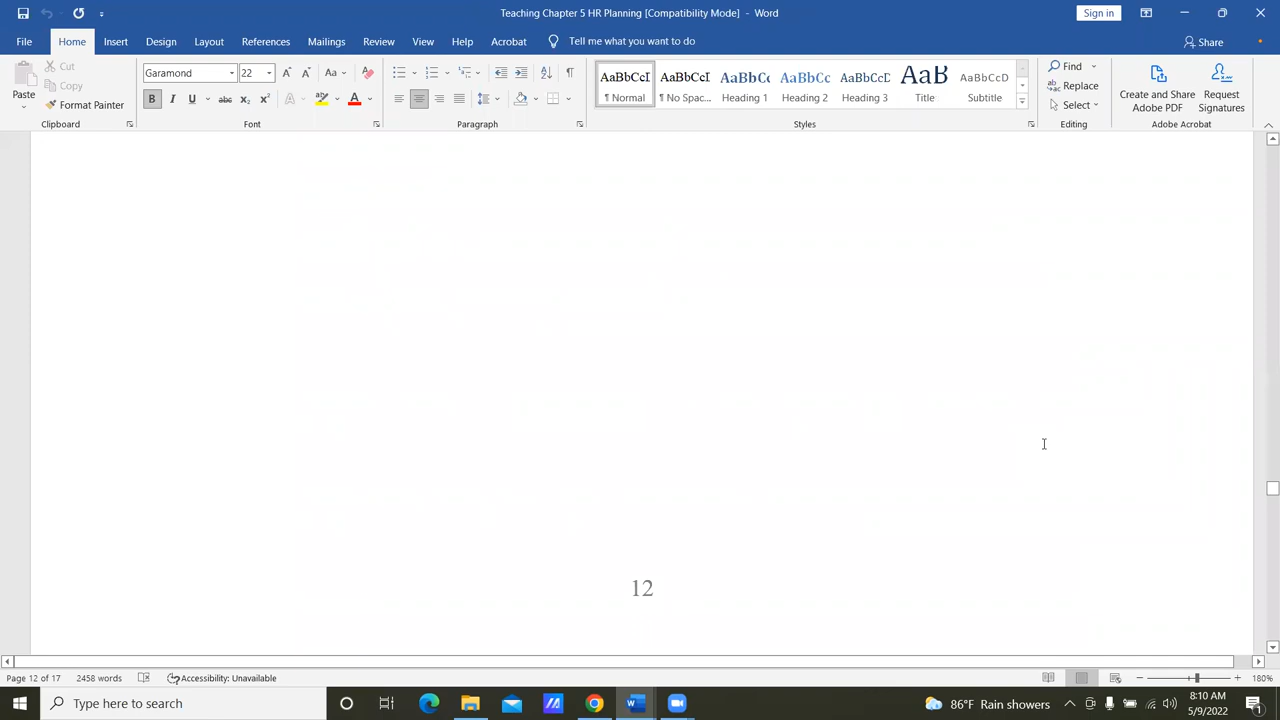 Teaching Chapter 5 HR Planning [Compatibility Mode] - Word
Sign in
File Home Insert Design Layout References Mailings Review View Help Acrobat Tell me what you want to do Share
Paste
Cut
Copy
Format Painter
Clipboard
Garamond 22
Font
Paragraph
AaBbCcI AaBbCcI AaBbCc AaBbCc AaBbCcD AaB AaBbCcD
¶ Normal ¶ No Spac... Heading 1 Heading 2 Heading 3 Title Subtitle
Styles
Find
Replace
Select
Editing
Create and Share
Adobe PDF
Request
Signatures
Adobe Acrobat
12
Page 12 of 17 2458 words Accessibility: Unavailable 180%
Type here to search
86°F Rain showers
8:10 AM
5/9/2022